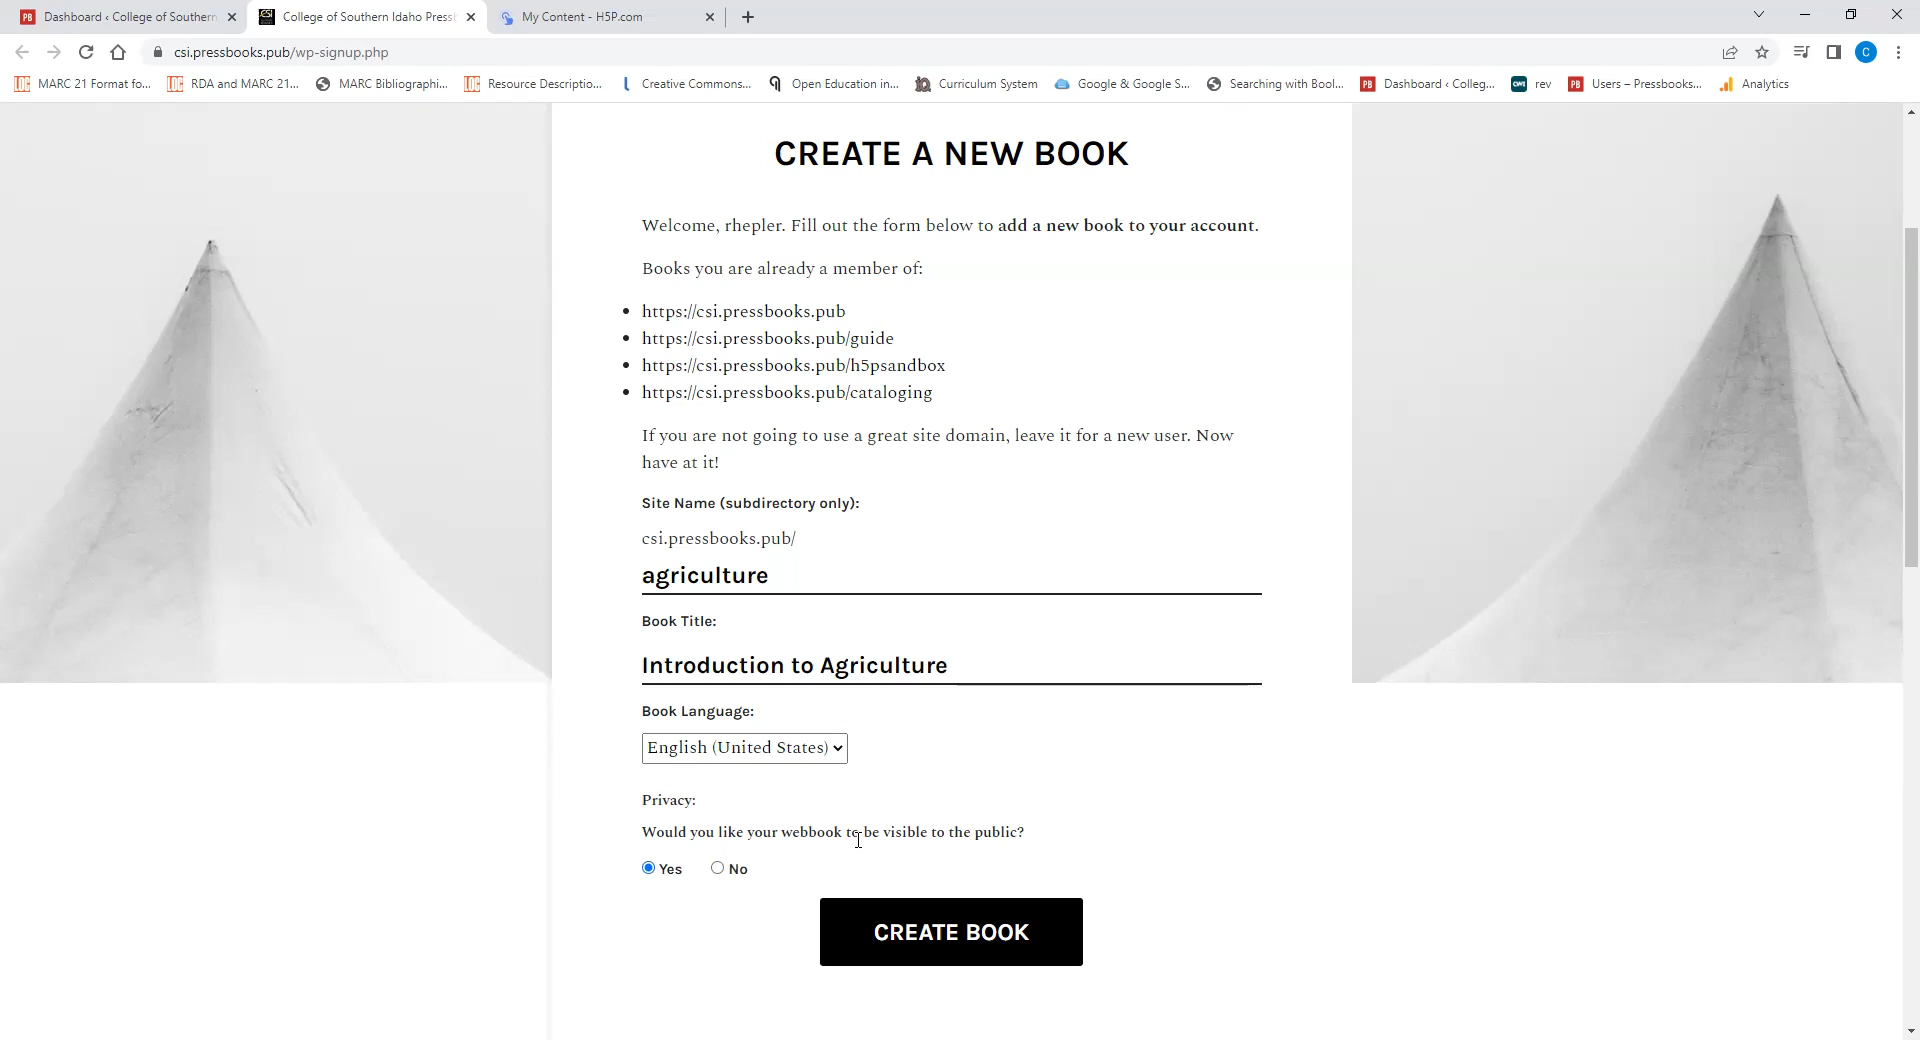 Dashboard ‹ College of Southern
College of Southern Idaho Press
My Content - H5P.com
csi.pressbooks.pub/wp-signup.php
C
MARC 21 Format fo...
RDA and MARC 21...
MARC Bibliographi...
Resource Descriptio...
Creative Commons...
Open Education in...
Curriculum System
Google & Google S...
Searching with Bool...
Dashboard ‹ Colleg...
rev
Users – Pressbooks...
Analytics
CREATE A NEW BOOK
Welcome, rhepler. Fill out the form below to add a new book to your account.
Books you are already a member of:
https://csi.pressbooks.pub
https://csi.pressbooks.pub/guide
https://csi.pressbooks.pub/h5psandbox
https://csi.pressbooks.pub/cataloging
If you are not going to use a great site domain, leave it for a new user. Now
have at it!
Site Name (subdirectory only):
csi.pressbooks.pub/
agriculture
Book Title:
Introduction to Agriculture
Book Language:
English (United States)
Privacy:
Would you like your webbook to be visible to the public?
Yes No
CREATE BOOK